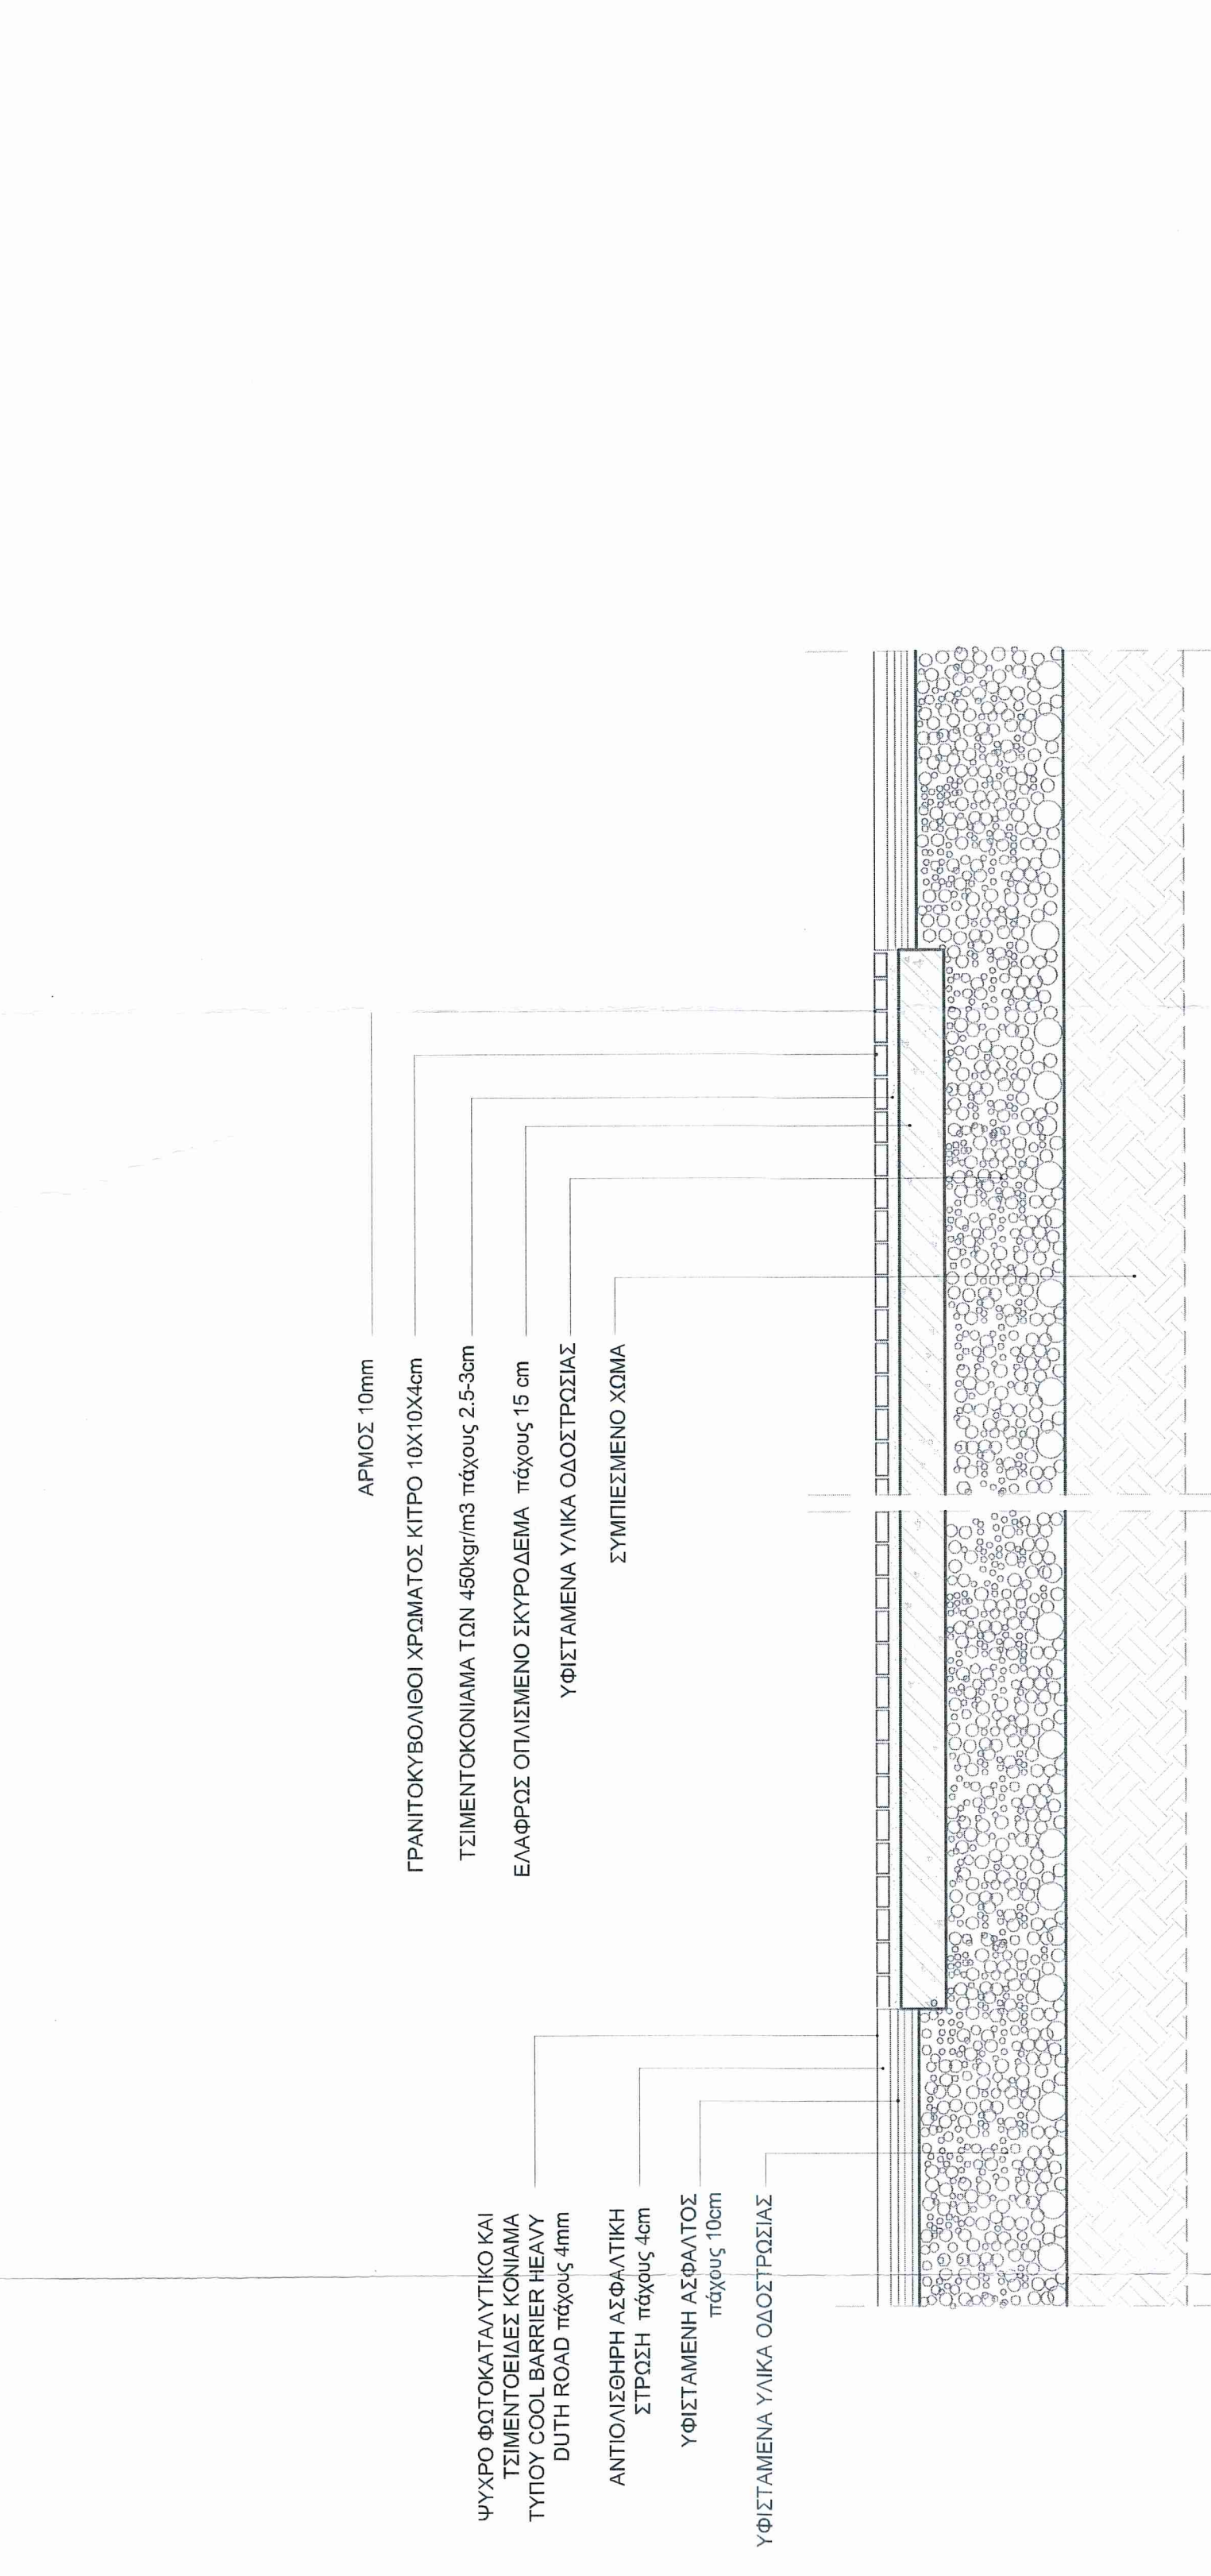 ΑΡΜΟΣ 10mm
ΓΡΑΝΙΤΟΚΥΒΟΛΙΘΟΙ ΧΡΩΜΑΤΟΣ ΚΙΤΡΟ 10Χ10Χ4cm
ΤΣΙΜΕΝΤΟΚΟΝΙΑΜΑ ΤΩΝ 450kgr/m3 πάχους 2.5-3cm
ΕΛΑΦΡΩΣ ΟΠΛΙΣΜΕΝΟ ΣΚΥΡΟΔΕΜΑ πάχους 15 cm
ΥΦΙΣΤΑΜΕΝΑ ΥΛΙΚΑ ΟΔΟΣΤΡΩΣΙΑΣ
ΣΥΜΠΙΕΣΜΕΝΟ ΧΩΜΑ
ΨΥΧΡΟ ΦΩΤΟΚΑΤΑΛΥΤΙΚΟ ΚΑΙ
ΤΣΙΜΕΝΤΟΕΙΔΕΣ ΚΟΝΙΑΜΑ
ΤΥΠΟΥ COOL BARRIER HEAVY
DUTH ROAD πάχους 4mm
ΑΝΤΙΟΛΙΣΘΗΡΗ ΑΣΦΑΛΤΙΚΗ
ΣΤΡΩΣΗ πάχους 4cm
ΥΦΙΣΤΑΜΕΝΗ ΑΣΦΑΛΤΟΣ
πάχους 10cm
ΥΦΙΣΤΑΜΕΝΑ ΥΛΙΚΑ ΟΔΟΣΤΡΩΣΙΑΣ